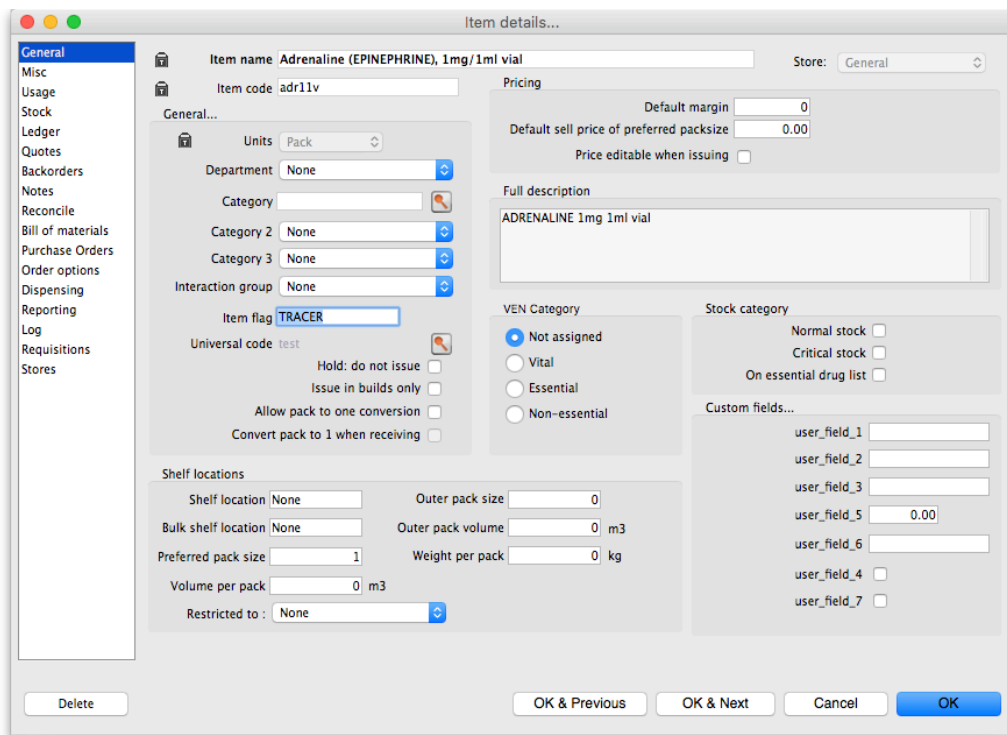 Item details...
General
Misc
Usage
Stock
Ledger
Quotes
Backorders
Notes
Reconcile
Bill of materials
Purchase Orders
Order options
Dispensing
Reporting
Log
Requisitions
Stores
Item name Adrenaline (EPINEPHRINE), 1mg/1ml vial
Store: General
Item code adr11v
General...
Units Pack
Department None
Category
Category 2 None
Category 3 None
Interaction group None
Item flag TRACER
Universal code test
Hold: do not issue
Issue in builds only
Allow pack to one conversion
Convert pack to 1 when receiving
Pricing
Default margin 0
Default sell price of preferred packsize 0.00
Price editable when issuing
Full description
ADRENALINE 1mg 1ml vial
VEN Category
Not assigned
Vital
Essential
Non-essential
Stock category
Normal stock
Critical stock
On essential drug list
Custom fields...
user_field_1
user_field_2
user_field_3
user_field_5 0.00
user_field_6
user_field_4
user_field_7
Shelf locations
Shelf location None
Bulk shelf location None
Preferred pack size 1
Volume per pack 0 m3
Restricted to : None
Outer pack size 0
Outer pack volume 0 m3
Weight per pack 0 kg
Delete
OK & Previous
OK & Next
Cancel
OK